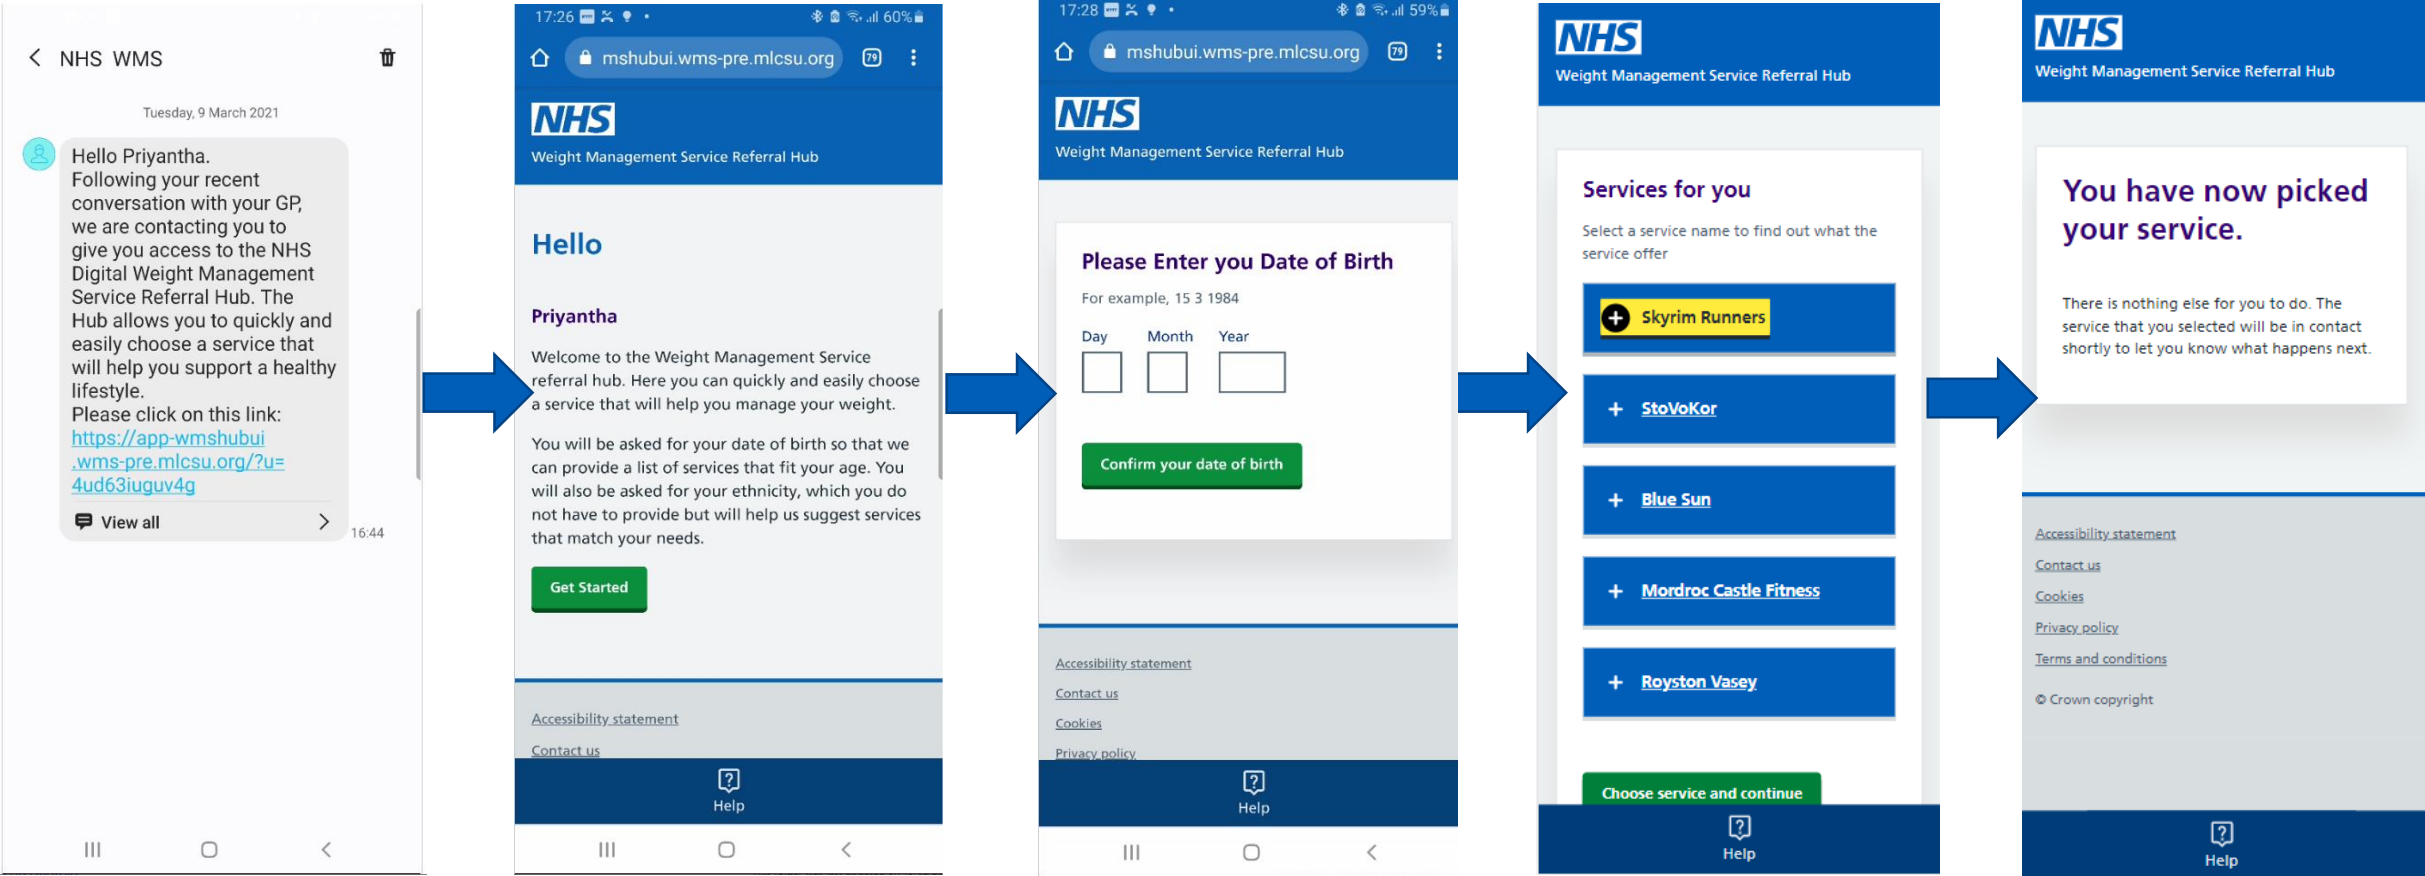 NHS WMS
Tuesday, 9 March 2021
Hello Priyantha.
Following your recent
conversation with your GP,
we are contacting you to
give you access to the NHS
Digital Weight Management
Service Referral Hub. The
Hub allows you to quickly and
easily choose a service that
will help you support a healthy
lifestyle.
Please click on this link:
https://app-wmshubui
.wms-pre.mlcsu.org/?u=
4ud63iuguv4g
View all
16:44
17:26
60%
mshubui.wms-pre.mlcsu.org
79
NHS
Weight Management Service Referral Hub
Hello
Priyantha
Welcome to the Weight Management Service
referral hub. Here you can quickly and easily choose
a service that will help you manage your weight.
You will be asked for your date of birth so that we
can provide a list of services that fit your age. You
will also be asked for your ethnicity, which you do
not have to provide but will help us suggest services
that match your needs.
Get Started
Accessibility statement
Contact us
Help
17:28
59%
mshubui.wms-pre.mlcsu.org
79
NHS
Weight Management Service Referral Hub
Please Enter you Date of Birth
For example, 15 3 1984
Day Month Year
Confirm your date of birth
Accessibility statement
Contact us
Cookies
Privacy policy
Help
NHS
Weight Management Service Referral Hub
Services for you
Select a service name to find out what the
service offer
Skyrim Runners
StoVoKor
Blue Sun
Mordroc Castle Fitness
Royston Vasey
Choose service and continue
Help
NHS
Weight Management Service Referral Hub
You have now picked
your service.
There is nothing else for you to do. The
service that you selected will be in contact
shortly to let you know what happens next.
Accessibility statement
Contact us
Cookies
Privacy policy
Terms and conditions
© Crown copyright
Help